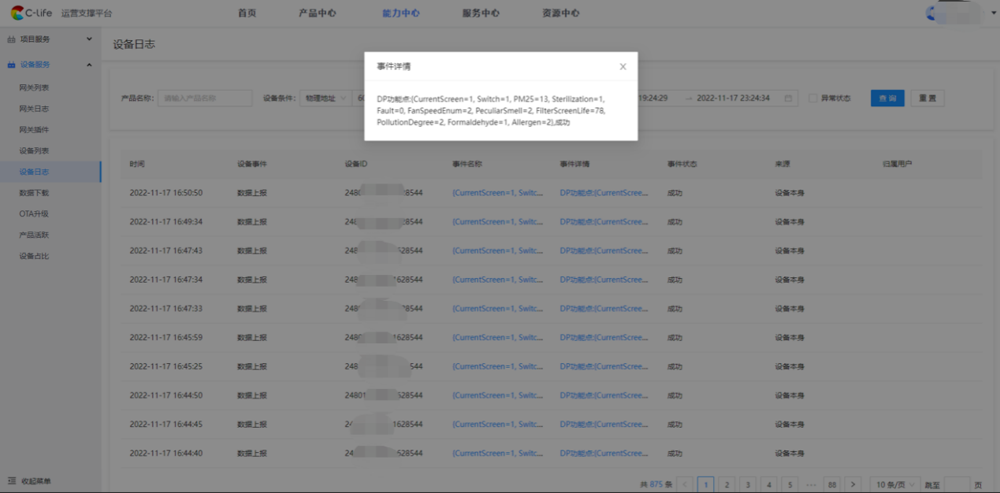 C-life 运营支撑平台
首页
产品中心
能力中心
服务中心
资源中心
项目服务
设备服务
网关列表
网关日志
网关插件
设备列表
设备日志
数据下载
OTA升级
产品活跃
设备占比
收起菜单
设备日志
产品名称: 请输入产品名称 设备条件: 物理地址 60 19:24:29 → 2022-11-17 23:24:34 异常状态 查询 重置
事件详情
DP功能点:{CurrentScreen=1, Switch=1, PM25=13, Sterilization=1,
Fault=0, FanSpeedEnum=2, PeculiarSmell=2, FilterScreenLife=78,
PollutionDegree=2, Formaldehyde=1, Allergen=2},成功
时间 设备事件 设备ID 事件名称 事件详情 事件状态 来源 归属用户
2022-11-17 16:50:50 数据上报 2480 8544 {CurrentScreen=1, Switc... DP功能点:{CurrentScree... 成功 设备本身
2022-11-17 16:49:34 数据上报 248 8544 {CurrentScreen=1, Switc... DP功能点:{CurrentScree... 成功 设备本身
2022-11-17 16:47:43 数据上报 248 628544 {CurrentScreen=1, Switc... DP功能点:{CurrentScree... 成功 设备本身
2022-11-17 16:47:34 数据上报 248 1628544 {CurrentScreen=1, Switc... DP功能点:{CurrentScree... 成功 设备本身
2022-11-17 16:47:33 数据上报 248 8544 {CurrentScreen=1, Switc... DP功能点:{CurrentScree... 成功 设备本身
2022-11-17 16:45:59 数据上报 2480 1628544 {CurrentScreen=1, Switc... DP功能点:{CurrentScree... 成功 设备本身
2022-11-17 16:45:25 数据上报 248 544 {CurrentScreen=1, Switc... DP功能点:{CurrentScree... 成功 设备本身
2022-11-17 16:44:50 数据上报 24801 628544 {CurrentScreen=1, Switc... DP功能点:{CurrentScree... 成功 设备本身
2022-11-17 16:44:45 数据上报 24 1628544 {CurrentScreen=1, Switc... DP功能点:{CurrentScree... 成功 设备本身
2022-11-17 16:44:40 数据上报 24 628544 {CurrentScreen=1, Switc... DP功能点:{CurrentScree... 成功 设备本身
共 875 条 < 1 2 3 4 5 ··· 88 > 10 条/页 跳至 页